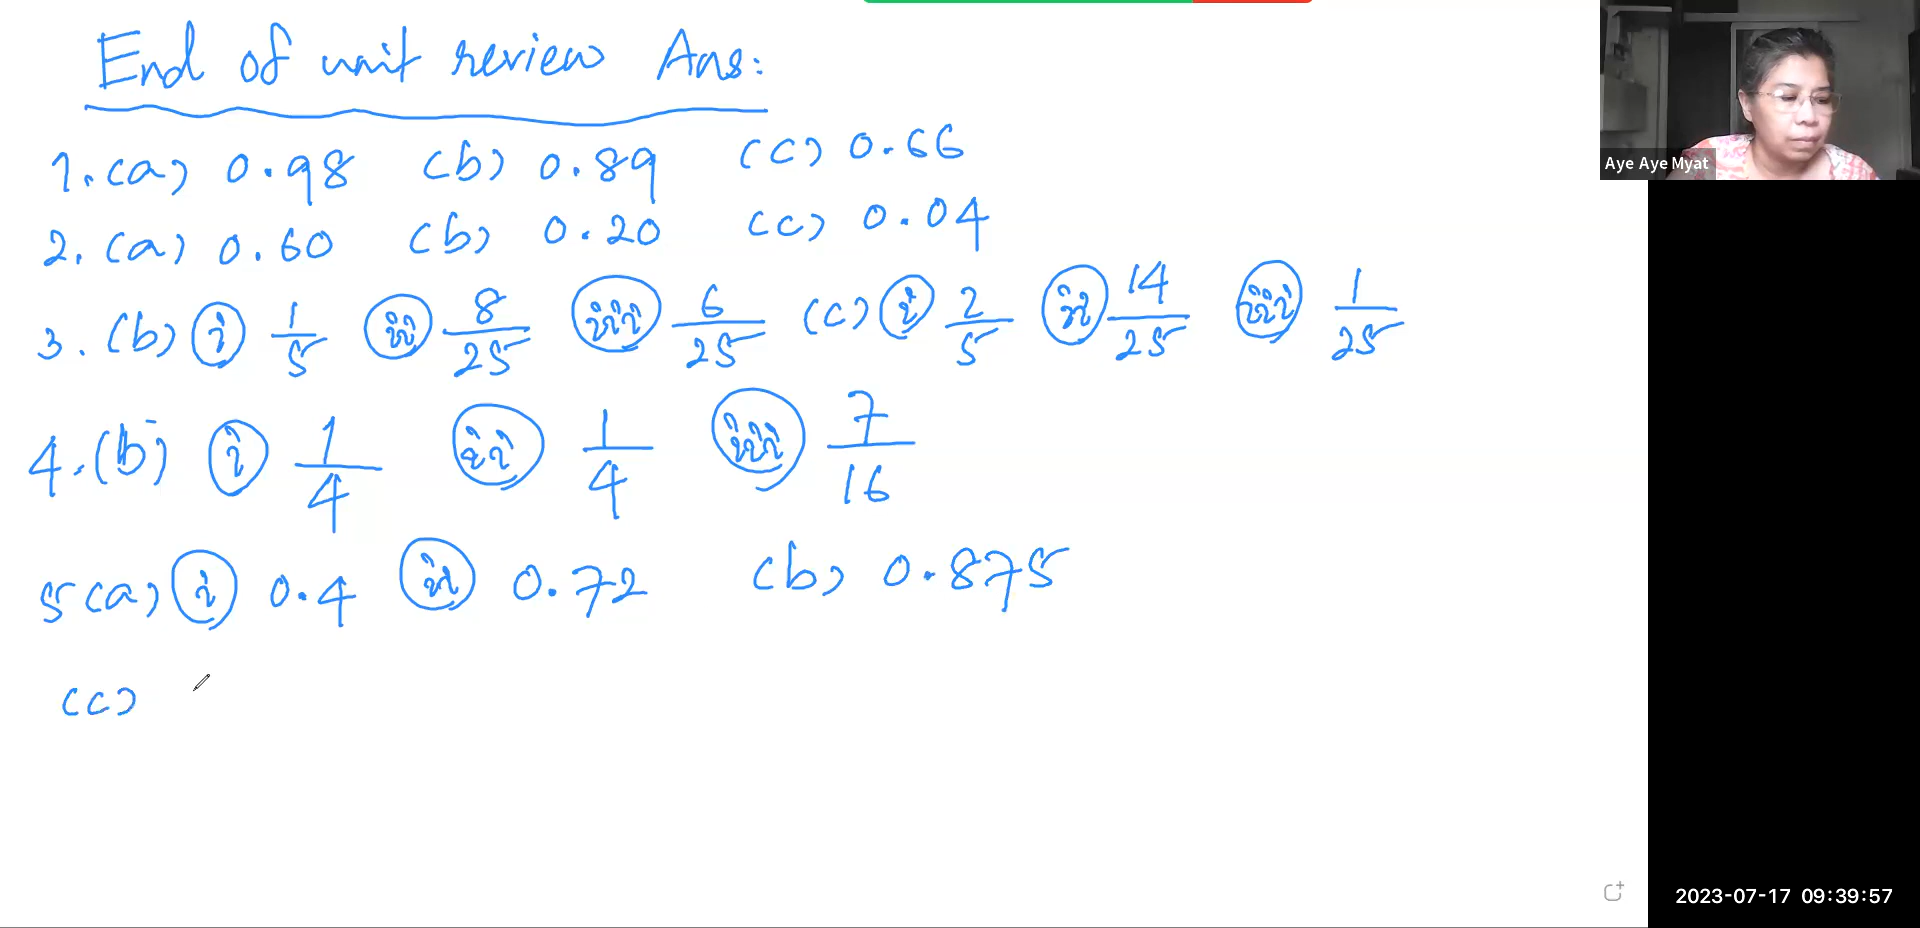 End of unit review Ans:
1. (a) 0.98 (b) 0.89 (c) 0.66
2. (a) 0.60 (b) 0.20 (c) 0.04
3. (b) (i) 1/5 (ii) 8/25 (iii) 6/25 (c) (i) 2/5 (ii) 14/25 (iii) 1/25
4. (b) (i) 1/4 (ii) 1/4 (iii) 7/16
5 (a) (i) 0.4 (ii) 0.72 (b) 0.875
(c)
Aye Aye Myat
2023-07-17 09:39:57